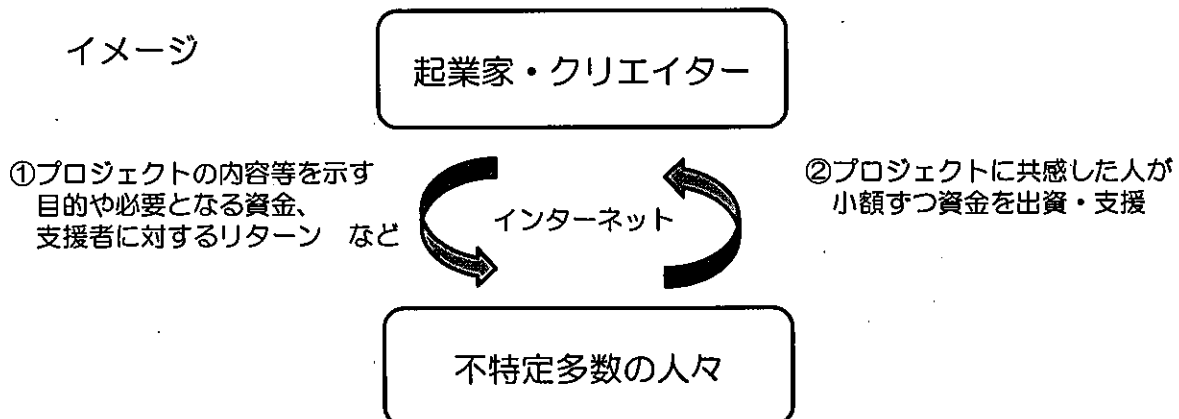 イメージ
起業家・クリエイター
①プロジェクトの内容等を示す
目的や必要となる資金、
支援者に対するリターン　など
インターネット
②プロジェクトに共感した人が
小額ずつ資金を出資・支援
不特定多数の人々